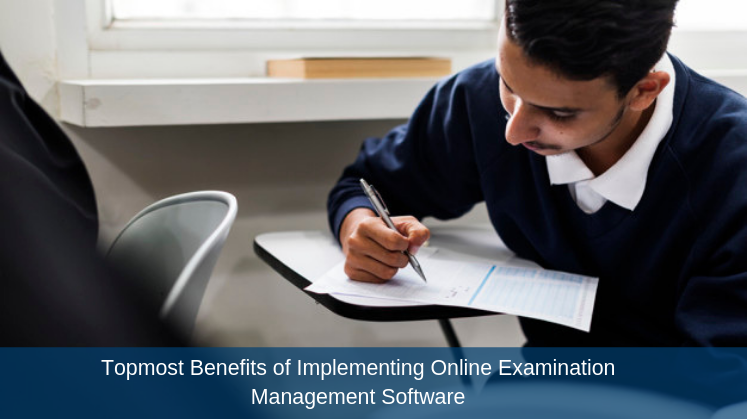 Topmost Benefits of Implementing Online Examination
Management Software